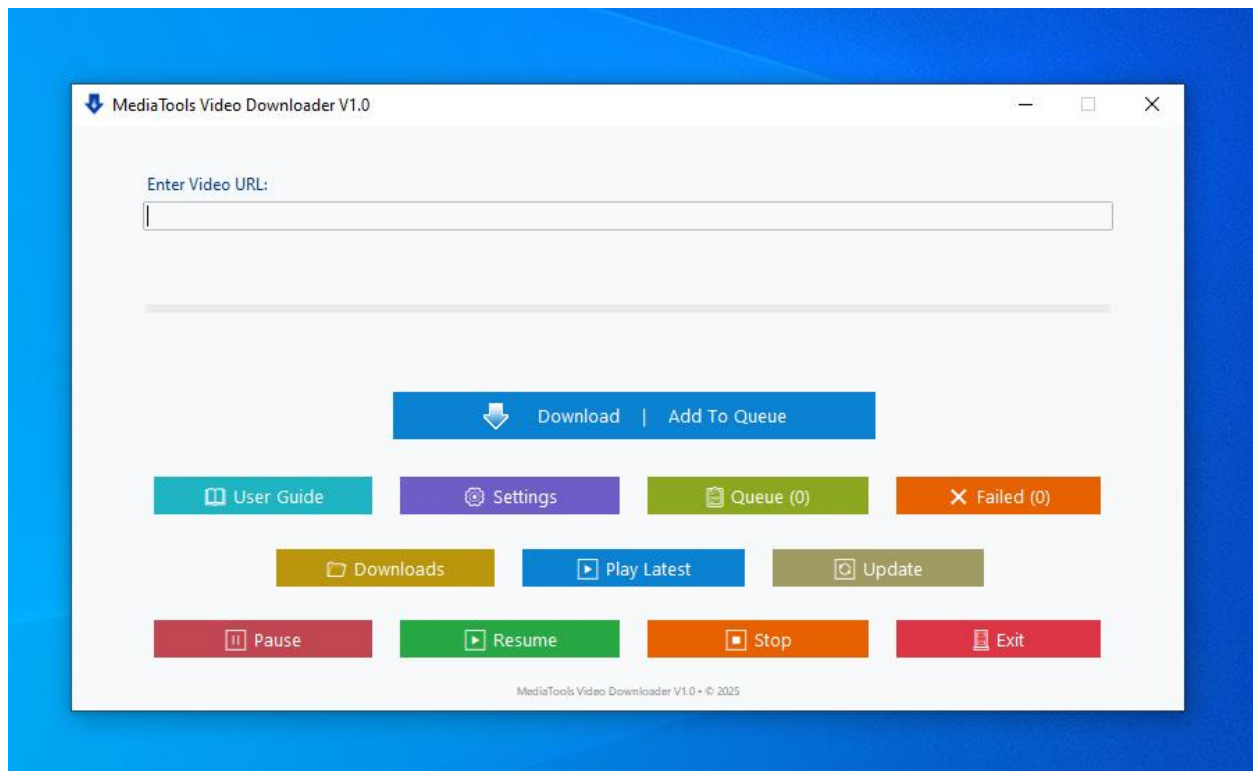 MediaTools Video Downloader V1.0
Enter Video URL:
Download | Add To Queue
User Guide
Settings
Queue (0)
Failed (0)
Downloads
Play Latest
Update
Pause
Resume
Stop
Exit
MediaTools Video Downloader V1.0 • © 2025